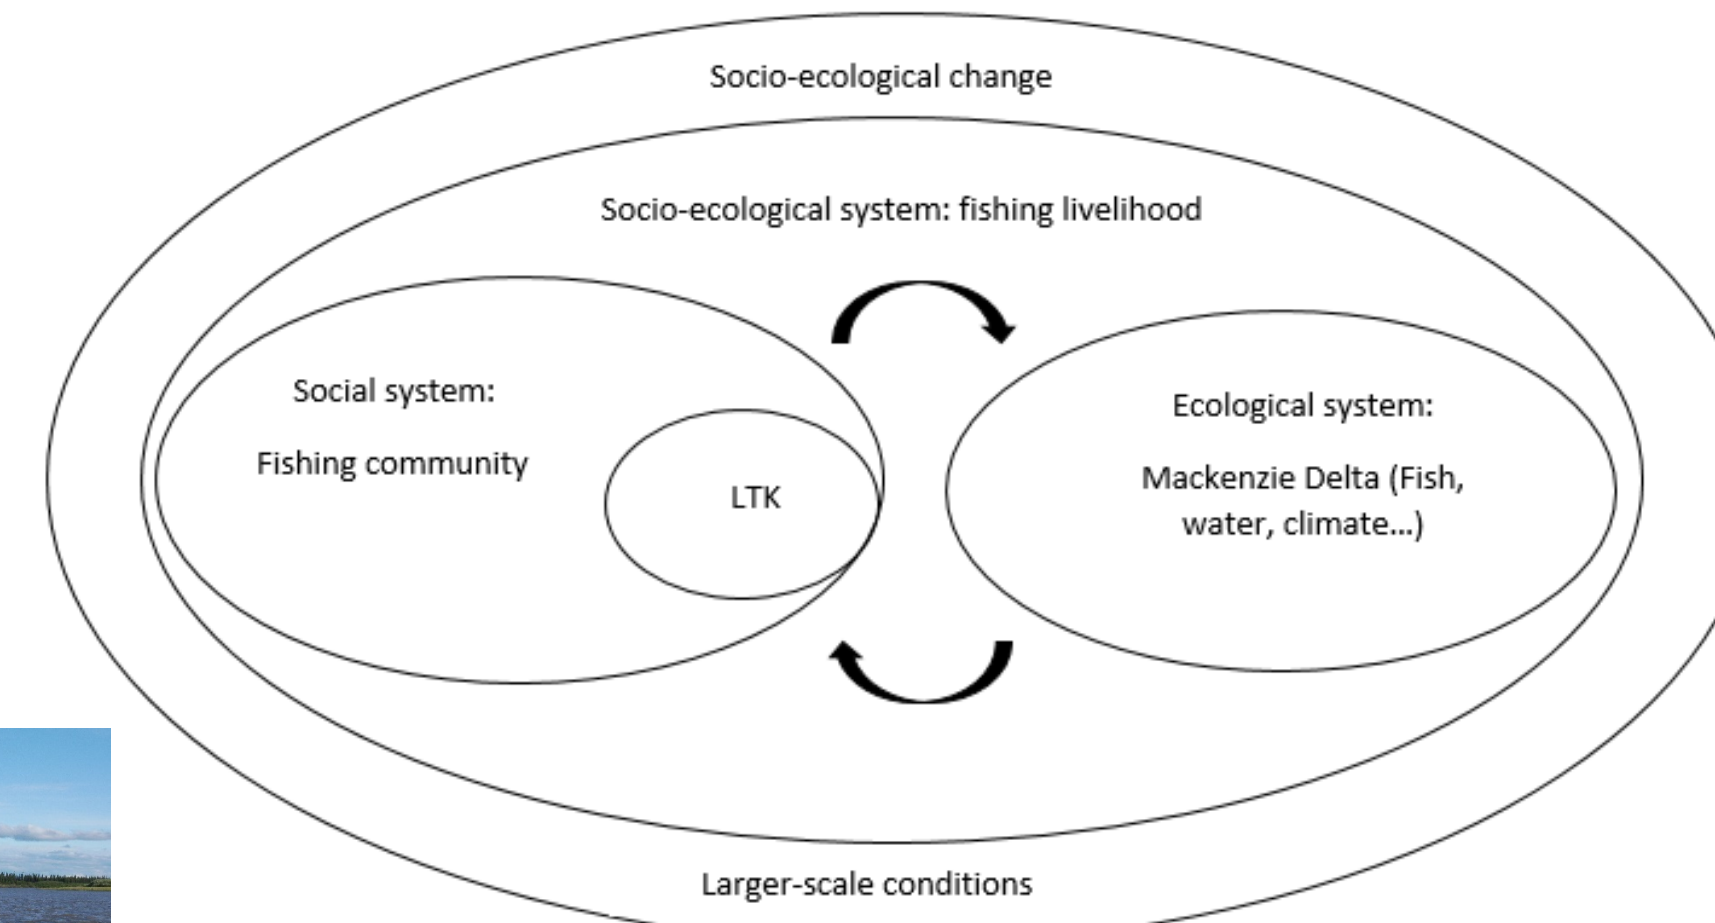 Socio-ecological change
Socio-ecological system: fishing livelihood
Social system:
Fishing community
LTK
Ecological system:
Mackenzie Delta (Fish,
water, climate...)
Larger-scale conditions